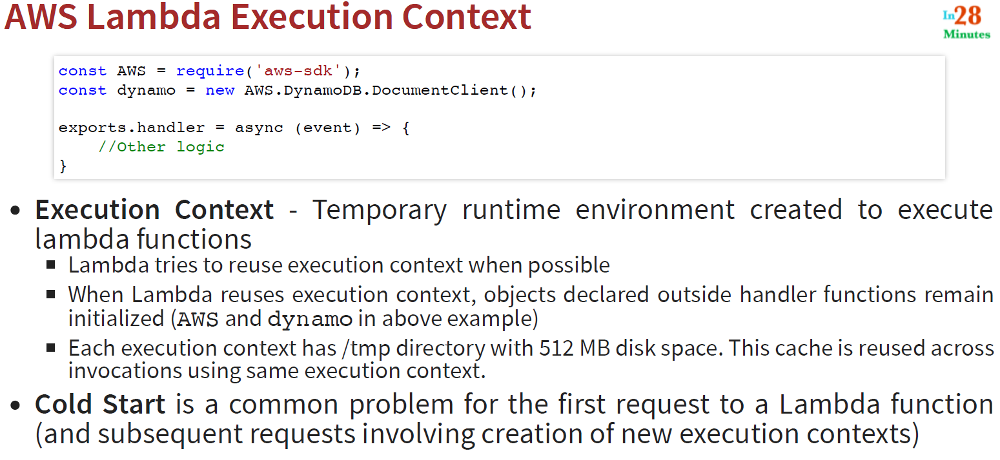 AWS Lambda Execution Context
In28
Minutes
const AWS = require('aws-sdk');
const dynamo = new AWS.DynamoDB.DocumentClient();
exports.handler = async (event) => {
//Other logic
}
• Execution Context - Temporary runtime environment created to execute
lambda functions
▪ Lambda tries to reuse execution context when possible
▪ When Lambda reuses execution context, objects declared outside handler functions remain
initialized (AWS and dynamo in above example)
▪ Each execution context has /tmp directory with 512 MB disk space. This cache is reused across
invocations using same execution context.
• Cold Start is a common problem for the first request to a Lambda function
(and subsequent requests involving creation of new execution contexts)